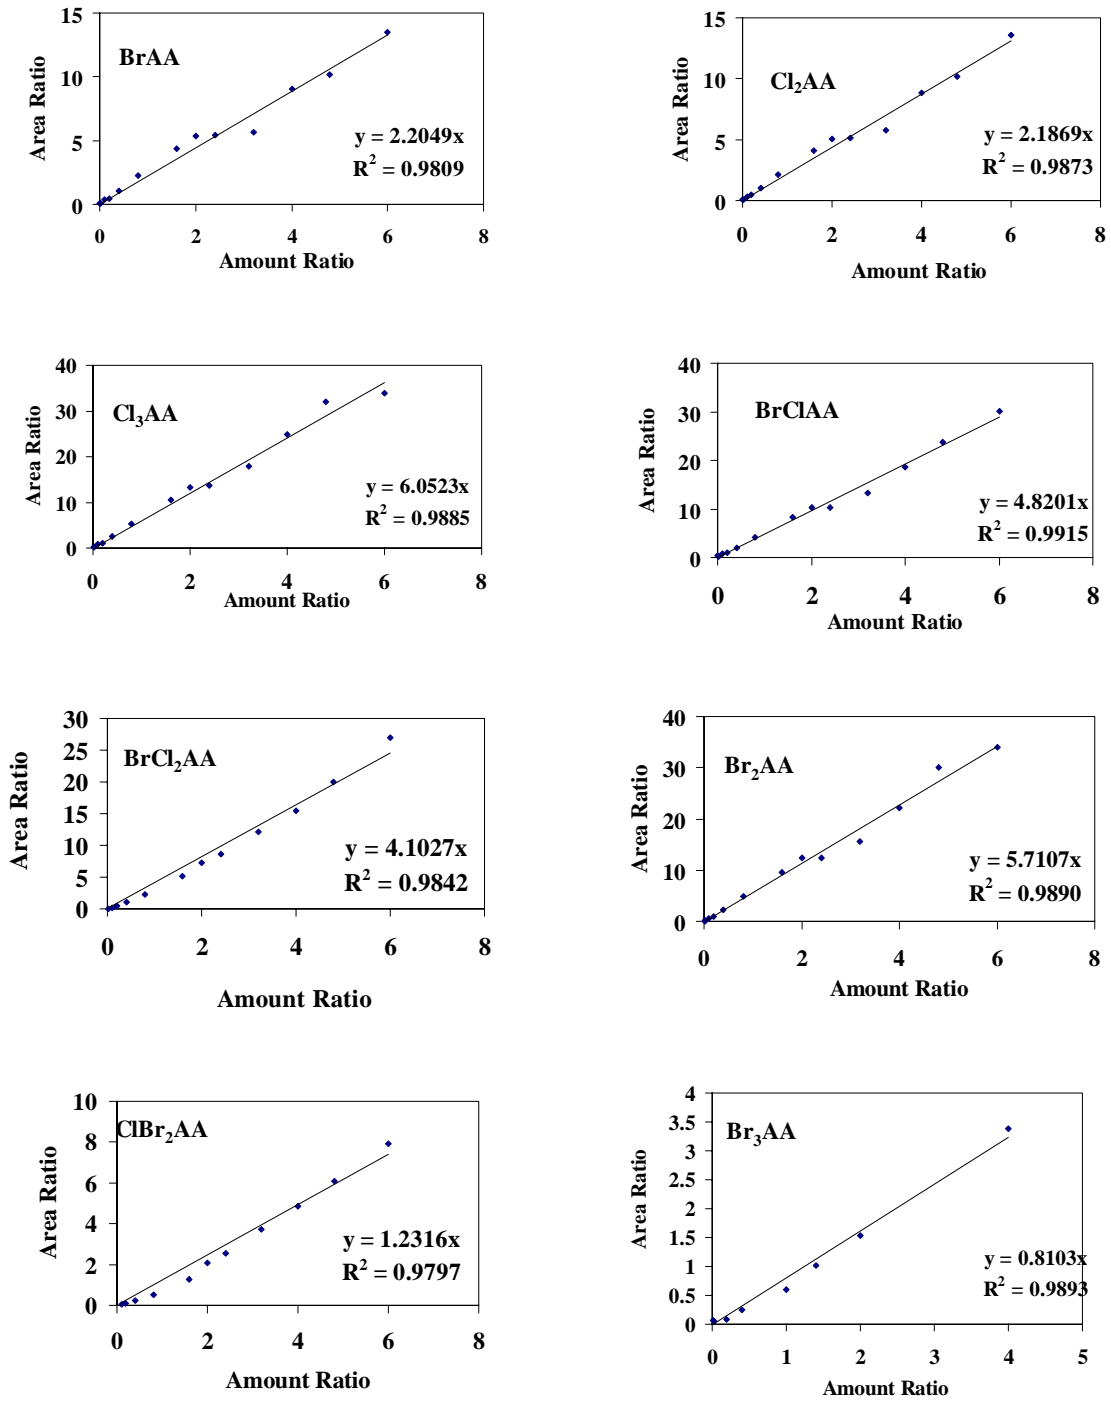 BrAA
Area Ratio
15
10
5
0
y = 2.2049x
R² = 0.9809
0 2 4 6 8
Amount Ratio
Cl₂AA
Area Ratio
15
10
5
0
y = 2.1869x
R² = 0.9873
0 2 4 6 8
Amount Ratio
Cl₃AA
Area Ratio
40
30
20
10
0
y = 6.0523x
R² = 0.9885
0 2 4 6 8
Amount Ratio
BrClAA
Area Ratio
40
30
20
10
0
y = 4.8201x
R² = 0.9915
0 2 4 6 8
Amount Ratio
BrCl₂AA
Area Ratio
30
25
20
15
10
5
0
y = 4.1027x
R² = 0.9842
0 2 4 6 8
Amount Ratio
Br₂AA
Area Ratio
40
30
20
10
0
y = 5.7107x
R² = 0.9890
0 2 4 6 8
Amount Ratio
ClBr₂AA
Area Ratio
10
8
6
4
2
0
y = 1.2316x
R² = 0.9797
0 2 4 6 8
Amount Ratio
Br₃AA
Area Ratio
4
3.5
3
2.5
2
1.5
1
0.5
0
y = 0.8103x
R² = 0.9893
0 1 2 3 4 5
Amount Ratio